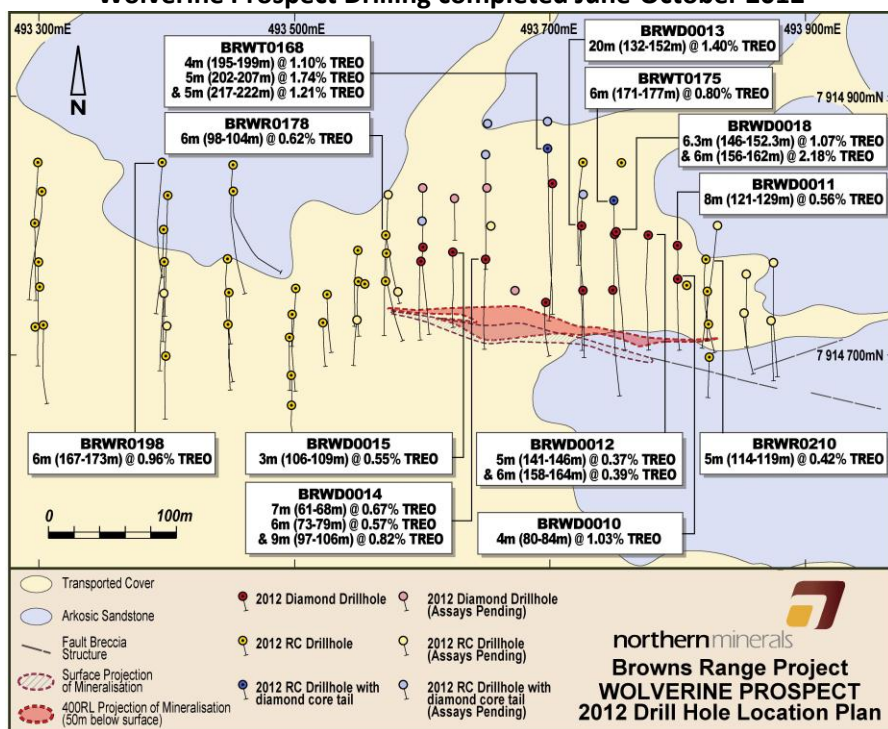 Wolverine Prospect Drilling completed June-October 2012
493 300mE
493 500mE
493 700mE
493 900mE
BRWT0168
4m (195-199m) @ 1.10% TREO
5m (202-207m) @ 1.74% TREO
& 5m (217-222m) @ 1.21% TREO
BRWD0013
20m (132-152m) @ 1.40% TREO
BRWT0175
6m (171-177m) @ 0.80% TREO
7 914 900mN
N
BRWR0178
6m (98-104m) @ 0.62% TREO
BRWD0018
6.3m (146-152.3m) @ 1.07% TREO
& 6m (156-162m) @ 2.18% TREO
BRWD0011
8m (121-129m) @ 0.56% TREO
7 914 700mN
BRWR0198
6m (167-173m) @ 0.96% TREO
BRWD0015
3m (106-109m) @ 0.55% TREO
BRWD0012
5m (141-146m) @ 0.37% TREO
& 6m (158-164m) @ 0.39% TREO
BRWR0210
5m (114-119m) @ 0.42% TREO
BRWD0014
7m (61-68m) @ 0.67% TREO
6m (73-79m) @ 0.57% TREO
& 9m (97-106m) @ 0.82% TREO
BRWD0010
4m (80-84m) @ 1.03% TREO
0 100m
Transported Cover
Arkosic Sandstone
Fault Breccia
Structure
Surface Projection
of Mineralisation
400RL Projection of Mineralisation
(50m below surface)
2012 Diamond Drillhole
2012 RC Drillhole
2012 RC Drillhole with
diamond core tail
2012 Diamond Drillhole
(Assays Pending)
2012 RC Drillhole
(Assays Pending)
2012 RC Drillhole with
diamond core tail
(Assays Pending)
northernminerals
Browns Range Project
WOLVERINE PROSPECT
2012 Drill Hole Location Plan